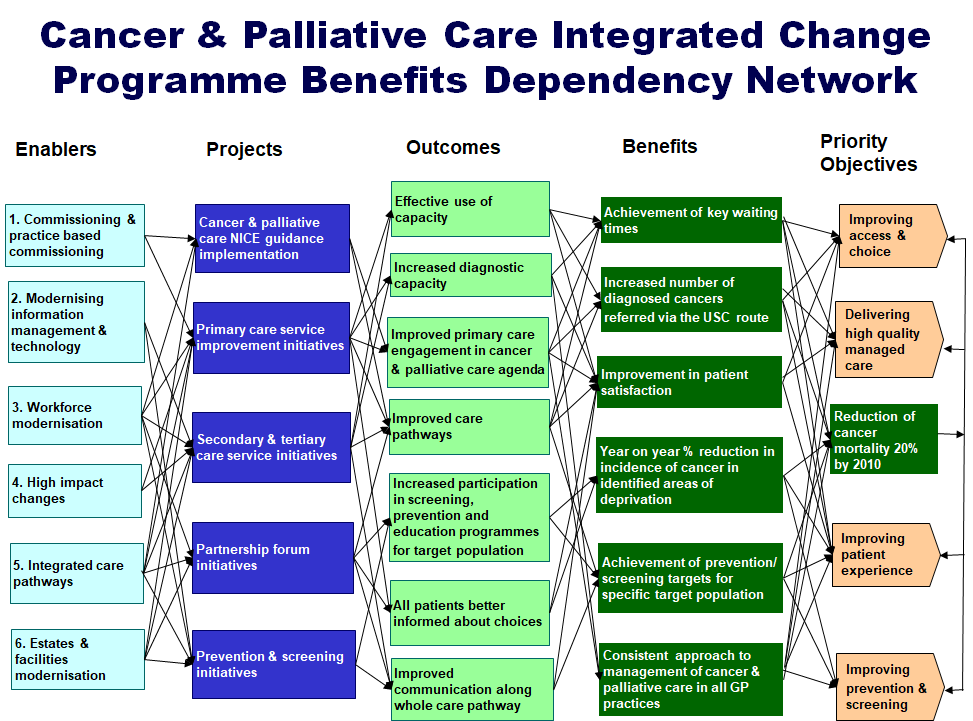 Cancer & Palliative Care Integrated Change
Programme Benefits Dependency Network
Enablers
Projects
Outcomes
Benefits
Priority
Objectives
1. Commissioning &
practice based
commissioning
2. Modernising
information
management &
technology
3. Workforce
modernisation
4. High impact
changes
5. Integrated care
pathways
6. Estates &
facilities
modernisation
Cancer & palliative
care NICE guidance
implementation
Primary care service
improvement initiatives
Secondary & tertiary
care service initiatives
Partnership forum
initiatives
Prevention & screening
initiatives
Effective use of
capacity
Increased diagnostic
capacity
Improved primary care
engagement in cancer
& palliative care agenda
Improved care
pathways
Increased participation
in screening,
prevention and
education programmes
for target population
All patients better
informed about choices
Improved
communication along
whole care pathway
Achievement of key waiting
times
Increased number of
diagnosed cancers
referred via the USC route
Improvement in patient
satisfaction
Year on year % reduction in
incidence of cancer in
identified areas of
deprivation
Achievement of prevention/
screening targets for
specific target population
Consistent approach to
management of cancer &
palliative care in all GP
practices
Improving
access &
choice
Delivering
high quality
managed
care
Reduction of
cancer
mortality 20%
by 2010
Improving
patient
experience
Improving
prevention &
screening